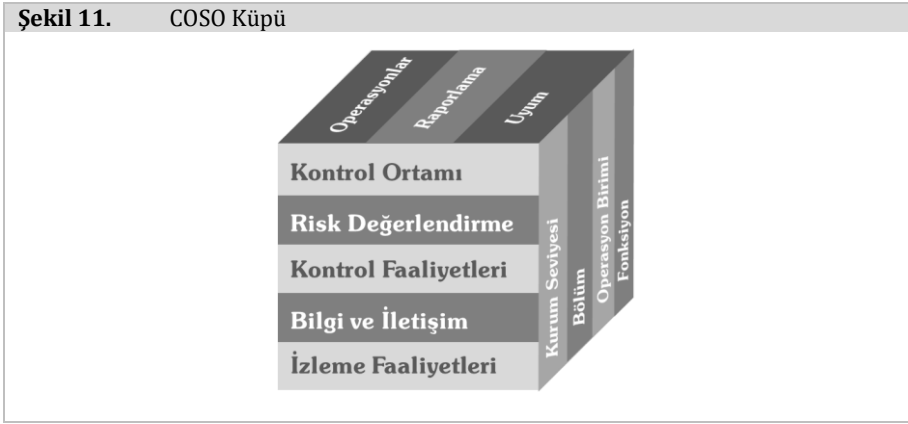 Şekil 11. COSO Küpü
Operasyonlar
Raporlama
Uyum
Kontrol Ortamı
Risk Değerlendirme
Kontrol Faaliyetleri
Bilgi ve İletişim
İzleme Faaliyetleri
Kurum Seviyesi
Bölüm
Operasyon Birimi
Fonksiyon